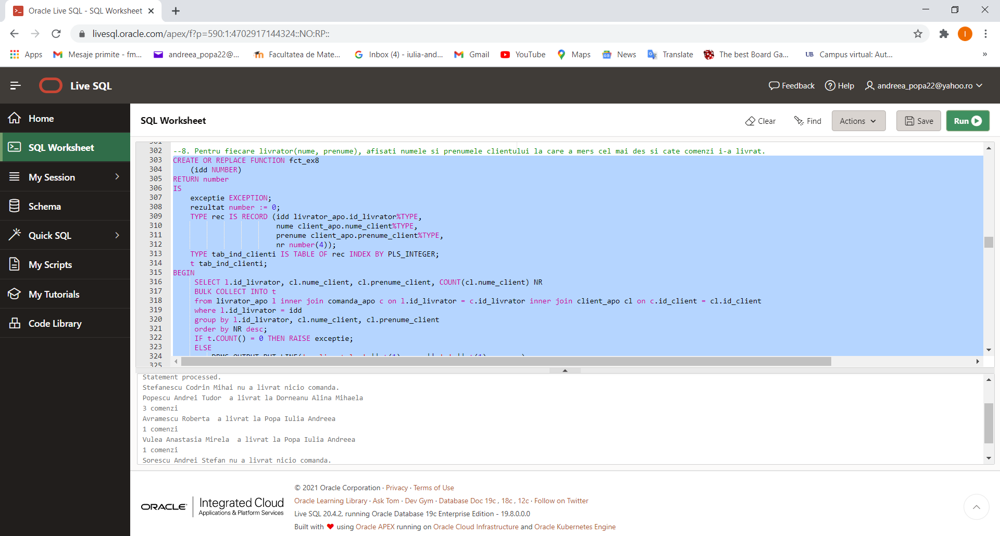 Oracle Live SQL - SQL Worksheet
livesql.oracle.com/apex/f?p=590:1:4702917144324::NO:RP::
I
Apps
Mesaje primite - fm...
andreea_popa22@...
Facultatea de Mate...
Inbox (4) - iulia-and...
Gmail
YouTube
Maps
News
Translate
The best Board Ga...
UB Campus virtual: Aut...
»
Live SQL
Feedback
Help
andreea_popa22@yahoo.ro
Home
SQL Worksheet
My Session
Schema
Quick SQL
My Scripts
My Tutorials
Code Library
SQL Worksheet
Clear
Find
Actions
Save
Run
301
302 --8. Pentru fiecare livrator(nume, prenume), afisati numele si prenumele clientului la care a mers cel mai des si cate comenzi i-a livrat.
303 CREATE OR REPLACE FUNCTION fct_ex8
304 (idd NUMBER)
305 RETURN number
306 IS
307 exceptie EXCEPTION;
308 rezultat number := 0;
309 TYPE rec IS RECORD (idd livrator_apo.id_livrator%TYPE,
310 nume client_apo.nume_client%TYPE,
311 prenume client_apo.prenume_client%TYPE,
312 nr number(4));
313 TYPE tab_ind_clienti IS TABLE OF rec INDEX BY PLS_INTEGER;
314 t tab_ind_clienti;
315 BEGIN
316 SELECT l.id_livrator, cl.nume_client, cl.prenume_client, COUNT(cl.nume_client) NR
317 BULK COLLECT INTO t
318 from livrator_apo l inner join comanda_apo c on l.id_livrator = c.id_livrator inner join client_apo cl on c.id_client = cl.id_client
319 where l.id_livrator = idd
320 group by l.id_livrator, cl.nume_client, cl.prenume_client
321 order by NR desc;
322 IF t.COUNT() = 0 THEN RAISE exceptie;
323 ELSE
324
325
Statement processed.
Stefanescu Codrin Mihai nu a livrat nicio comanda.
Popescu Andrei Tudor  a livrat la Dorneanu Alina Mihaela
3 comenzi
Avramescu Roberta  a livrat la Popa Iulia Andreea
1 comenzi
Vulea Anastasia Mirela  a livrat la Popa Iulia Andreea
1 comenzi
Sorescu Andrei Stefan nu a livrat nicio comanda.
ORACLE
Integrated Cloud
Applications & Platform Services
© 2021 Oracle Corporation · Privacy · Terms of Use
Oracle Learning Library · Ask Tom · Dev Gym · Database Doc 19c, 18c, 12c · Follow on Twitter
Live SQL 20.4.2, running Oracle Database 19c Enterprise Edition - 19.8.0.0.0
Built with ❤ using Oracle APEX running on Oracle Cloud Infrastructure and Oracle Kubernetes Engine